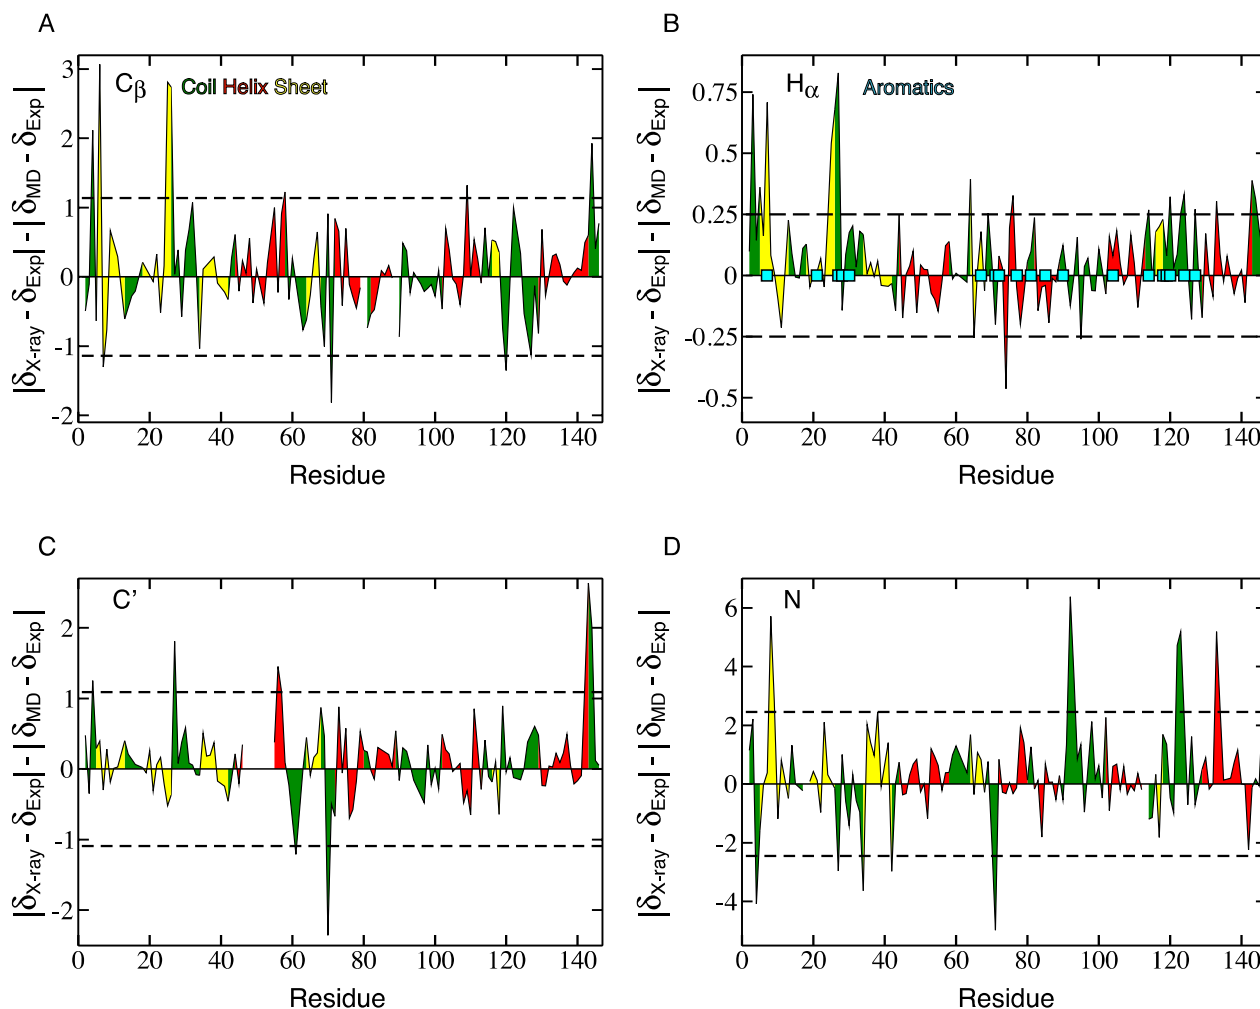 A
|δX-ray - δExp| - |δMD - δExp|
3
2
1
0
-1
-2
Cβ
Coil Helix Sheet
0 20 40 60 80 100 120 140
Residue
B
|δX-ray - δExp| - |δMD - δExp|
0.75
0.5
0.25
0
-0.25
-0.5
Hα
Aromatics
0 20 40 60 80 100 120 140
Residue
C
|δX-ray - δExp| - |δMD - δExp|
2
1
0
-1
-2
C’
0 20 40 60 80 100 120 140
Residue
D
|δX-ray - δExp| - |δMD - δExp|
6
4
2
0
-2
-4
N
0 20 40 60 80 100 120 140
Residue